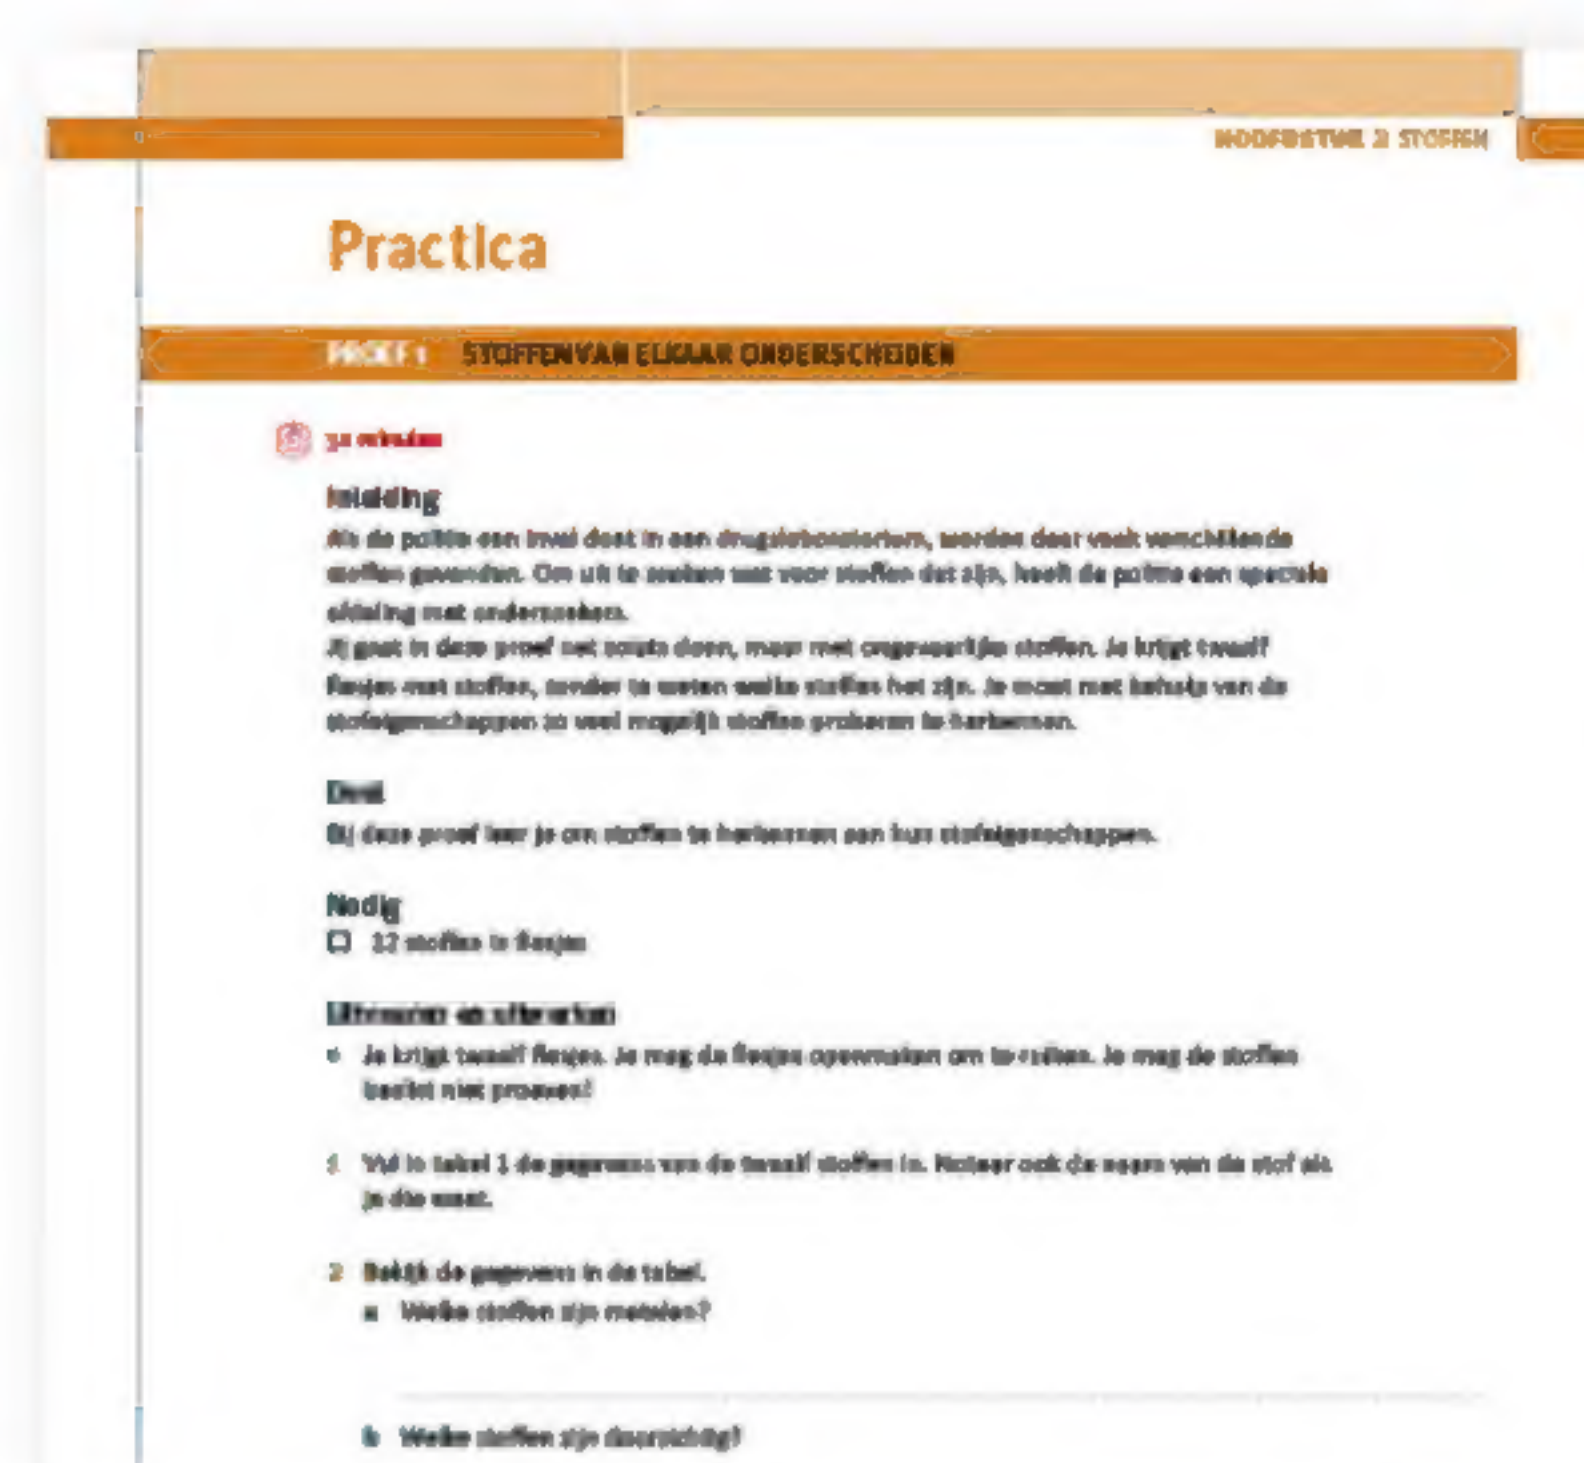 HOOFDSTUK 2 STOFFEN
Practica
PROEF 1 STOFFEN VAN ELKAAR ONDERSCHEIDEN
minuten
Inleiding
Als de politie een inval doet in een drugslaboratorium, worden daar vaak verschillende
stoffen gevonden. Om uit te zoeken wat voor stoffen dat zijn, heeft de politie een speciale
afdeling met onderzoekers.
Jij gaat in deze proef net zoiets doen, maar met ongevaarlijke stoffen. Je krijgt twaalf
flesjes met stoffen, zonder te weten welke stoffen het zijn. Je moet met behulp van de
stofeigenschappen zo veel mogelijk stoffen proberen te herkennen.
Doel
Bij deze proef leer je om stoffen te herkennen aan hun stofeigenschappen.
Nodig
12 stoffen in flesjes
Uitvoeren en uitwerken
Je krijgt twaalf flesjes. Je mag de flesjes openmaken om te ruiken. Je mag de stoffen
beslist niet proeven!
1 Vul in tabel 1 de gegevens van de twaalf stoffen in. Noteer ook de naam van de stof als
je die weet.
2 Bekijk de gegevens in de tabel.
a Welke stoffen zijn metalen?
b Welke stoffen zijn doorzichtig?